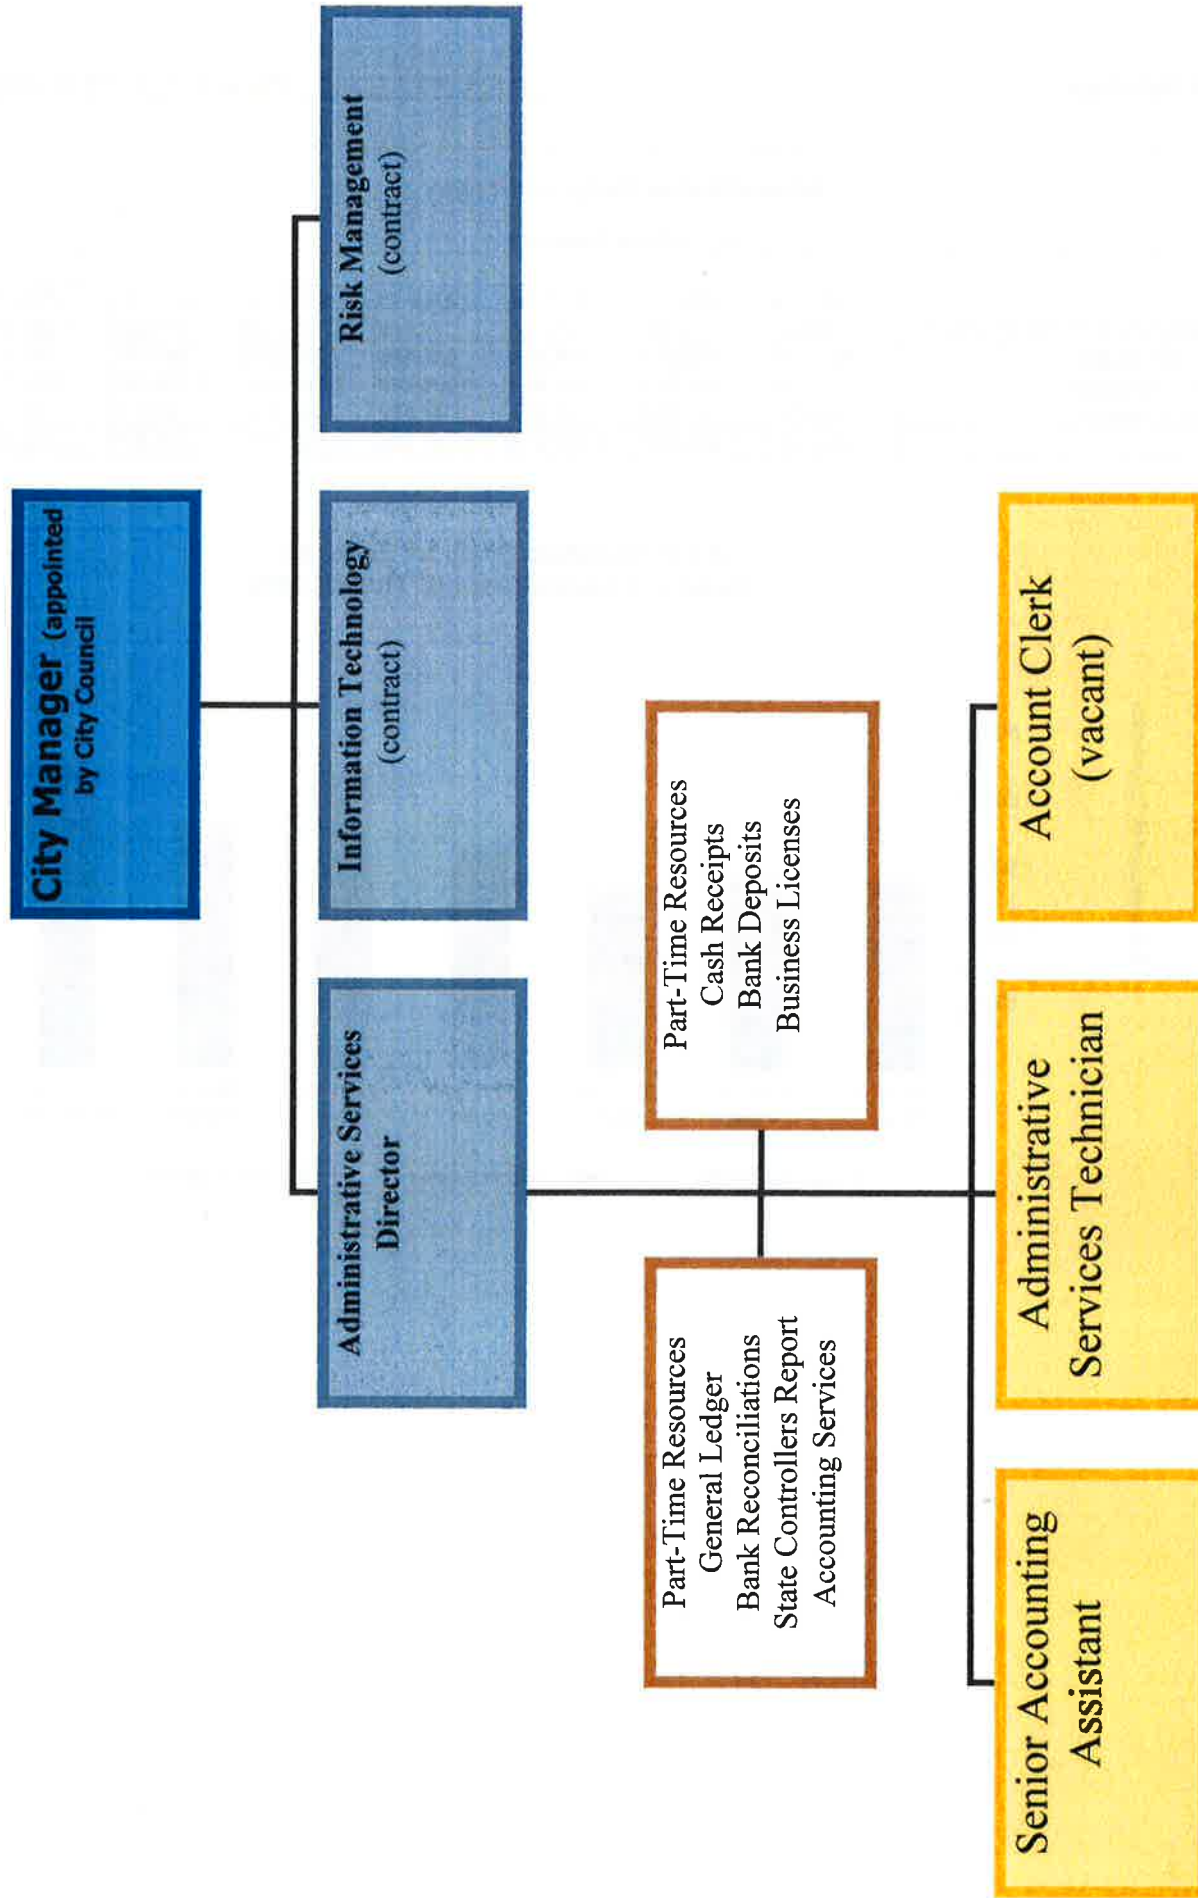 City Manager (appointed
by City Council
Administrative Services
Director
Information Technology
(contract)
Risk Management
(contract)
Part-Time Resources
General Ledger
Bank Reconciliations
State Controllers Report
Accounting Services
Part-Time Resources
Cash Receipts
Bank Deposits
Business Licenses
Senior Accounting
Assistant
Administrative
Services Technician
Account Clerk
(vacant)